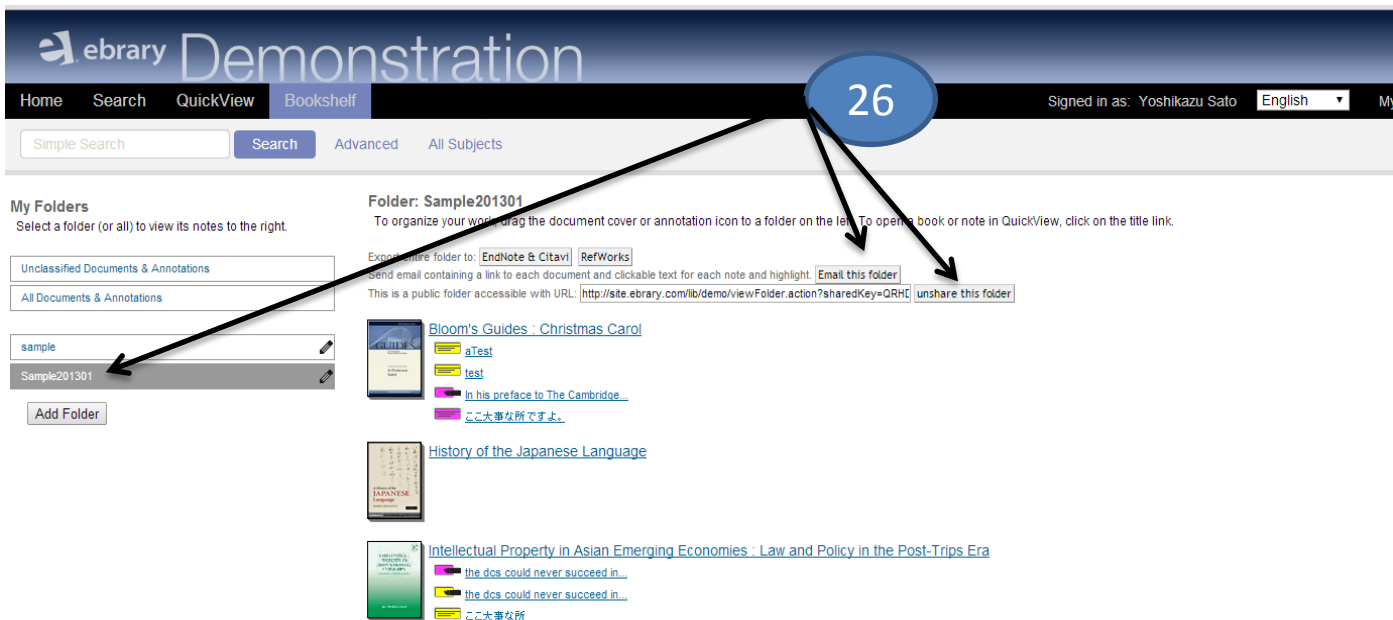 ebrary Demonstration
Home Search QuickView Bookshelf 26 Signed in as: Yoshikazu Sato English My
Simple Search Search Advanced All Subjects
My Folders
Select a folder (or all) to view its notes to the right.
Unclassified Documents & Annotations
All Documents & Annotations
sample
Sample201301
Add Folder
Folder: Sample201301
To organize your work, drag the document cover or annotation icon to a folder on the left. To open a book or note in QuickView, click on the title link.
Export entire folder to: EndNote & Citavi RefWorks
Send email containing a link to each document and clickable text for each note and highlight. Email this folder
This is a public folder accessible with URL: http://site.ebrary.com/lib/demo/viewFolder.action?sharedKey=QRHD unshare this folder
GUIDES
Bloom's Guides : Christmas Carol
aTest
test
In his preface to The Cambridge...
ここ大事な所ですよ。
JAPANESE
Language
History of the Japanese Language
Intellectual Property in Asian Emerging Economies : Law and Policy in the Post-Trips Era
the dcs could never succeed in...
the dcs could never succeed in...
ここ大事な所